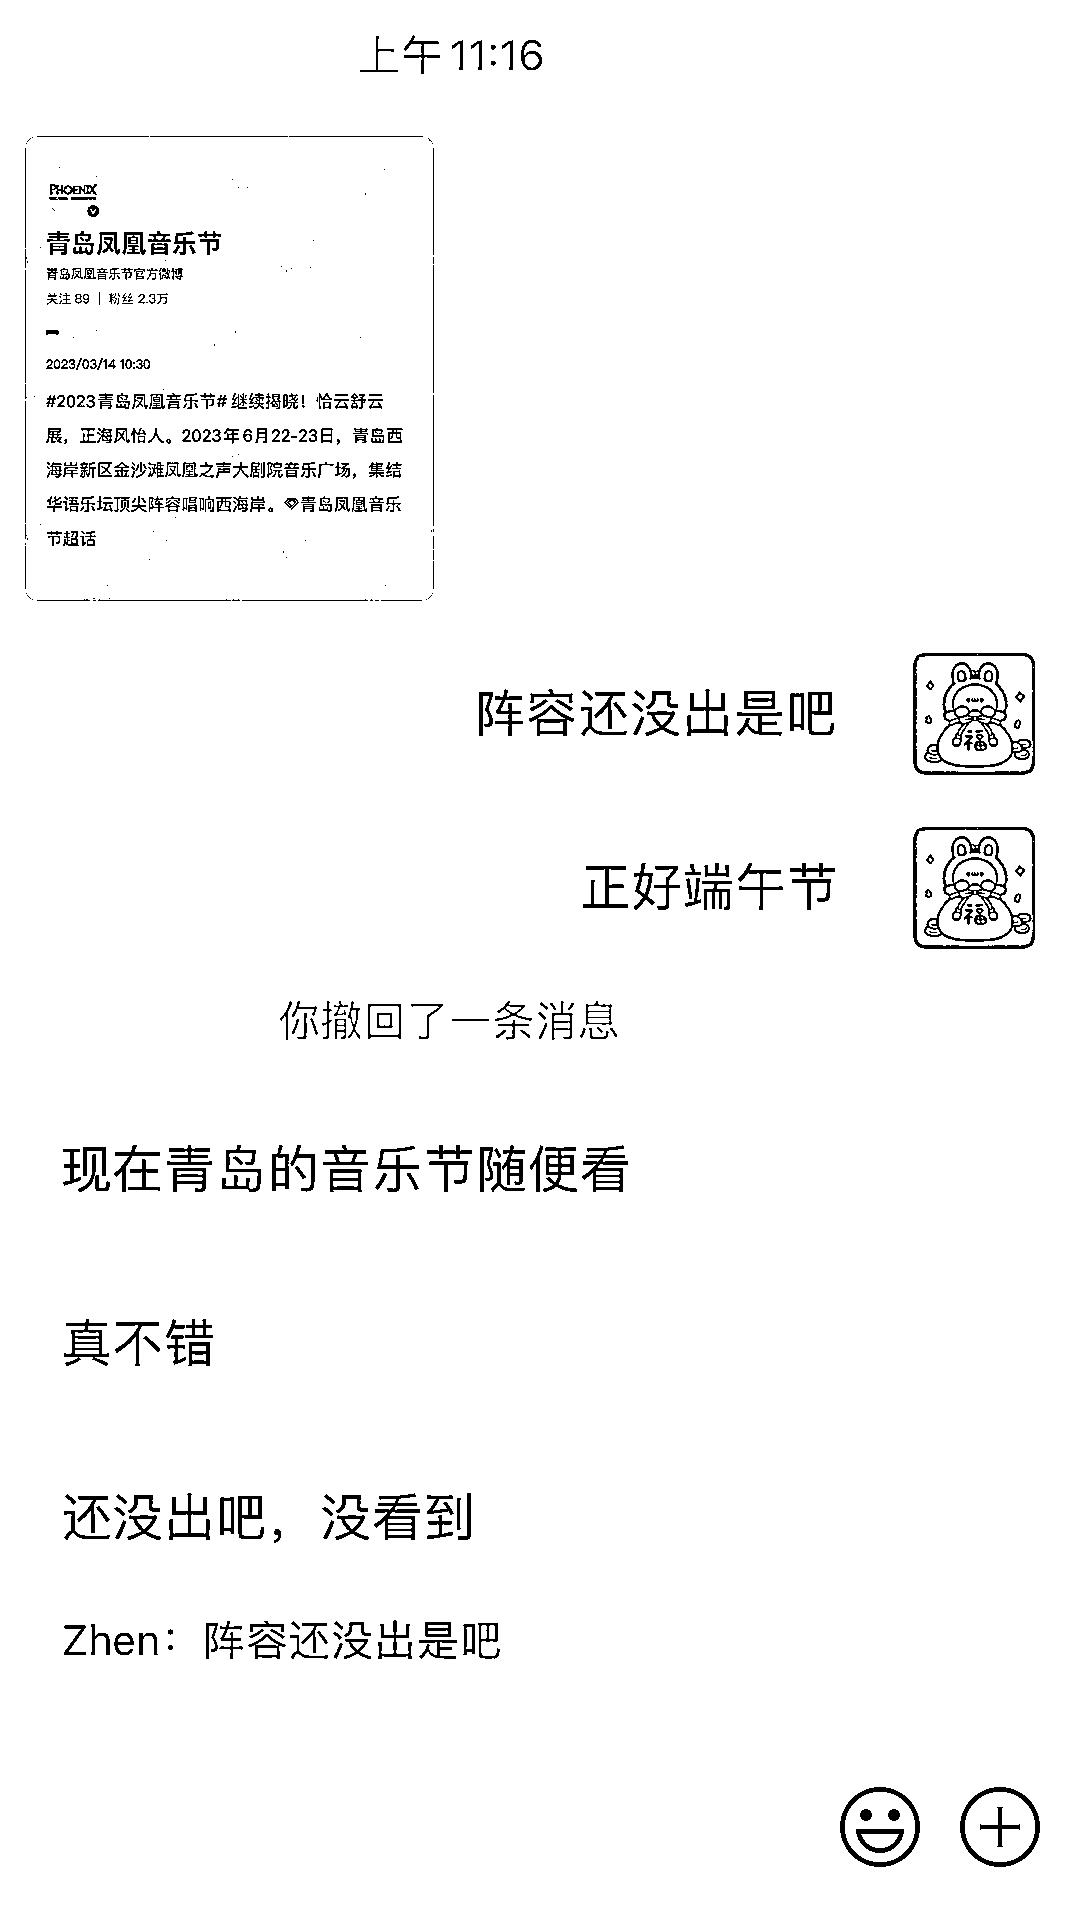 上午 11:16
PHOENIX
青岛凤凰音乐节
青岛凤凰音乐节官方微博
关注 89 | 粉丝 2.3万
2023/03/14 10:30
#2023青岛凤凰音乐节# 继续揭晓！恰云舒云
展，正海风怡人。2023年6月22-23日，青岛西
海岸新区金沙滩凤凰之声大剧院音乐广场，集结
华语乐坛顶尖阵容唱响西海岸。青岛凤凰音乐
节超话
阵容还没出是吧
福
正好端午节
福
你撤回了一条消息
现在青岛的音乐节随便看
真不错
还没出吧，没看到
Zhen：阵容还没出是吧